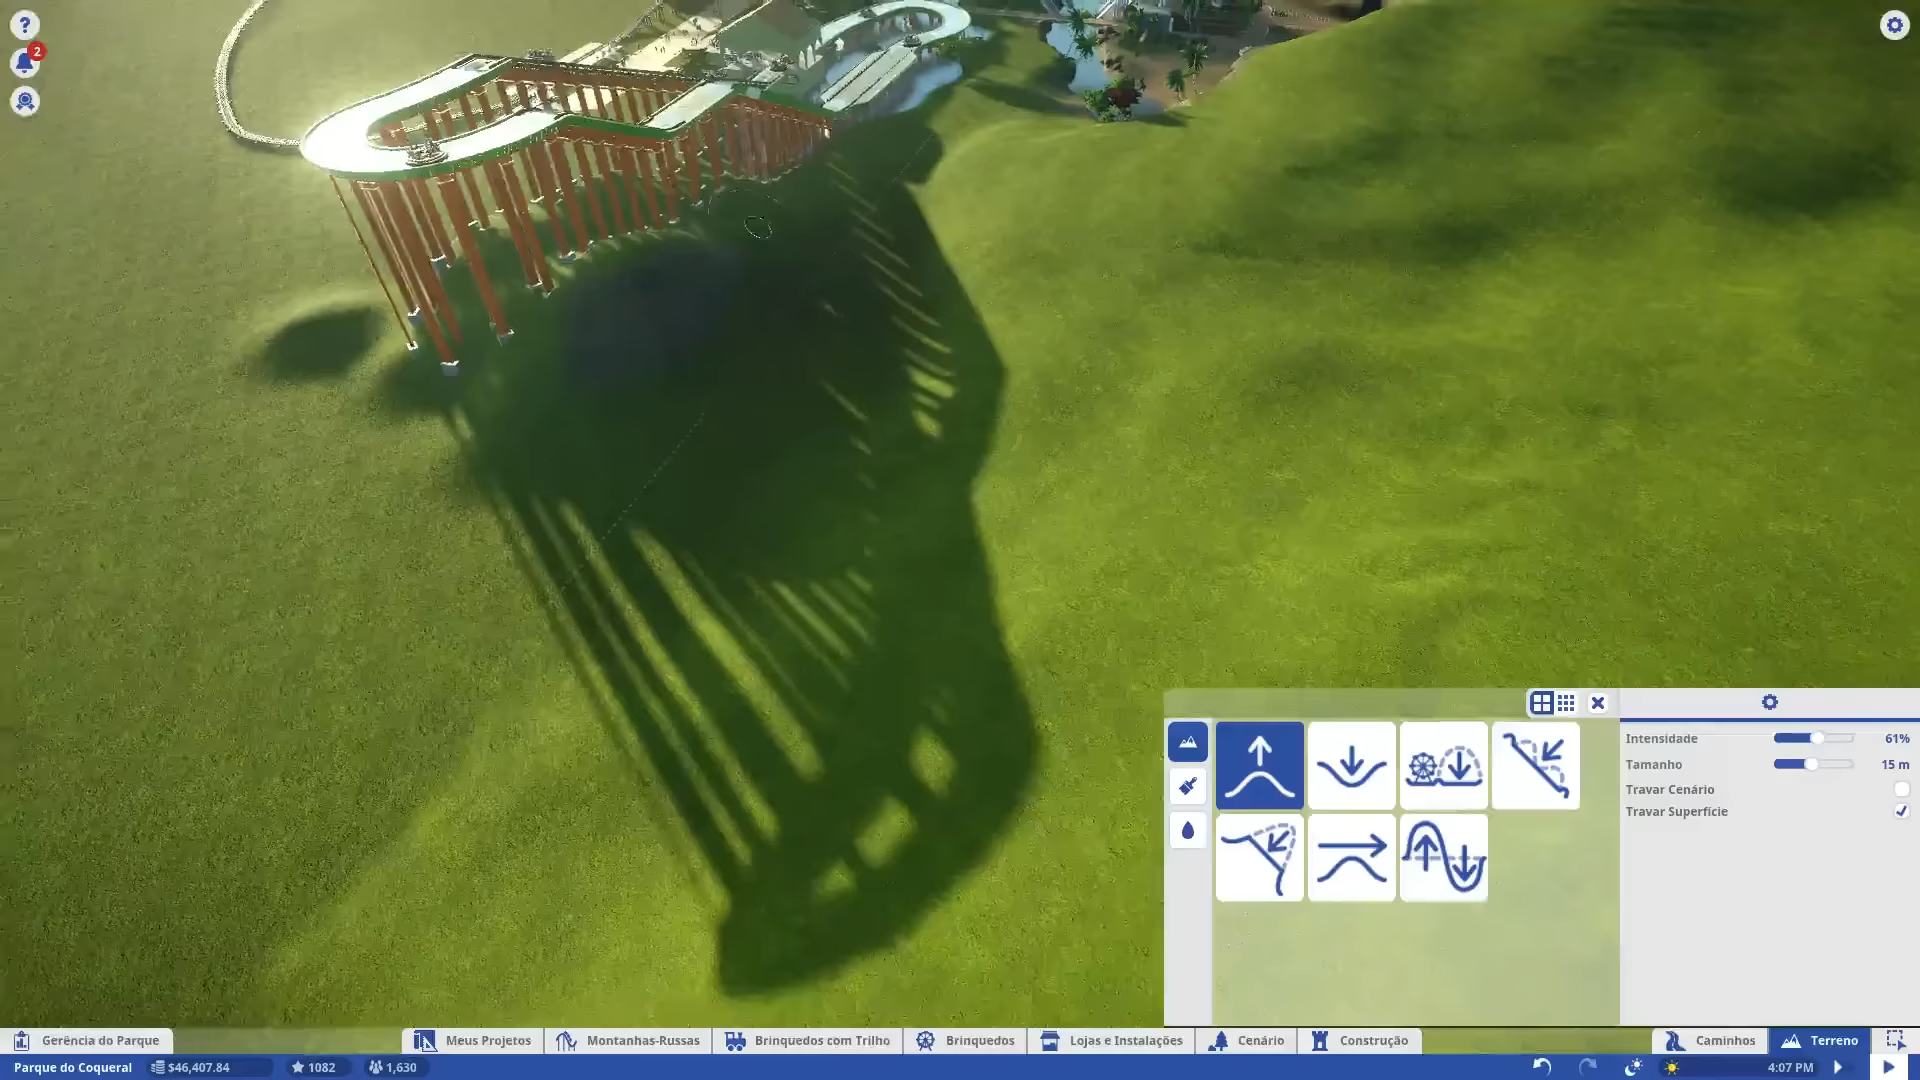 ?
2
Intensidade 61%
Tamanho 15 m
Travar Cenário
Travar Superfície
Gerência do Parque Meus Projetos Montanhas-Russas Brinquedos com Trilho Brinquedos Lojas e Instalações Cenário Construção Caminhos Terreno
Parque do Coqueral $46,407.84 1082 1,630 4:07 PM